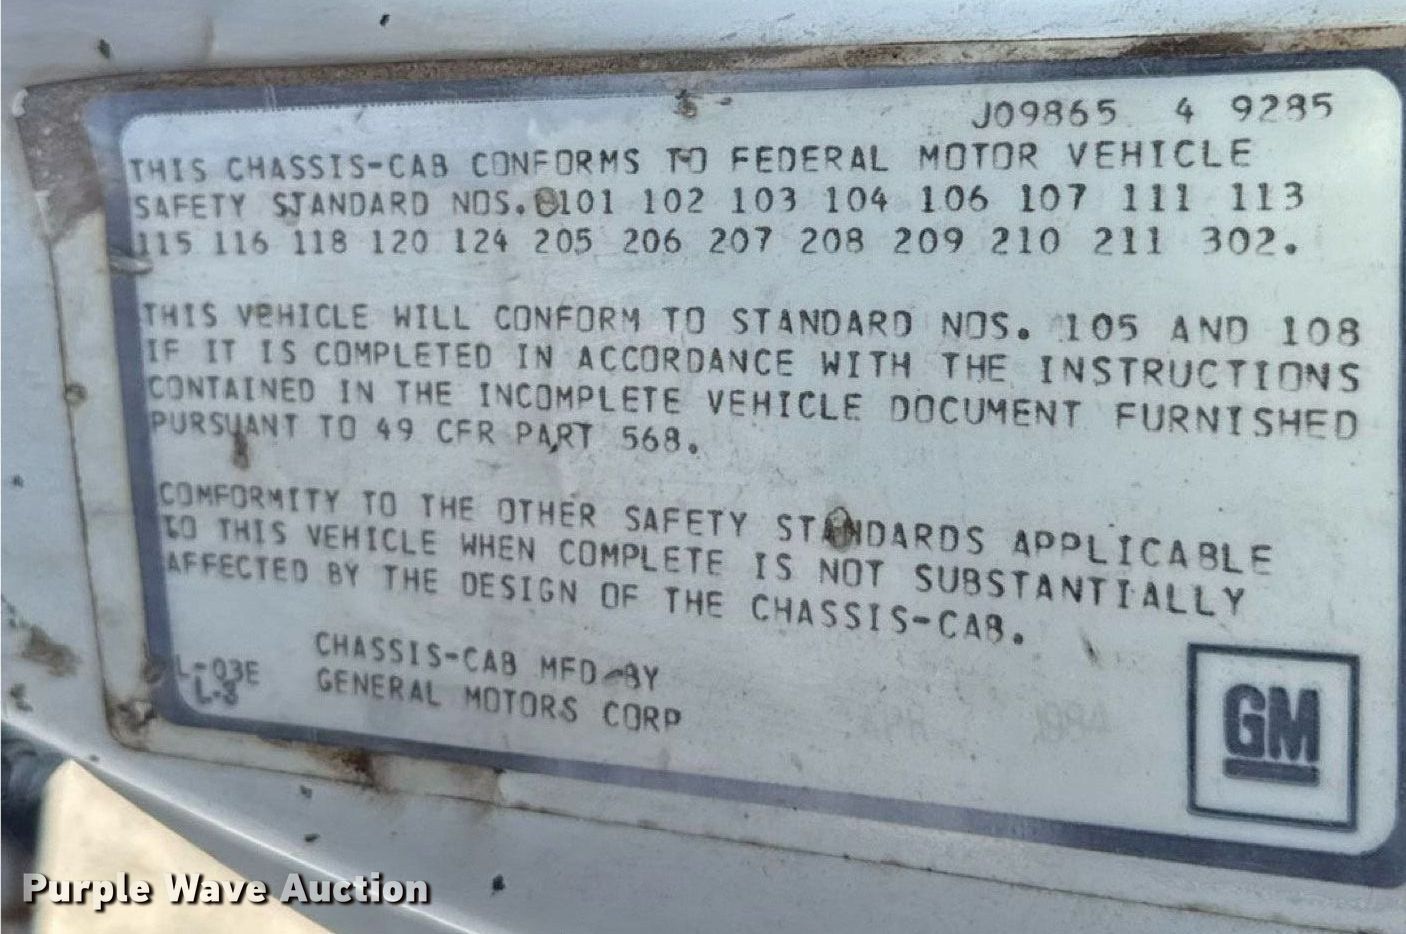 J09865 4 9285
THIS CHASSIS-CAB CONFORMS TO FEDERAL MOTOR VEHICLE
SAFETY STANDARD NOS. 101 102 103 104 106 107 111 113
115 116 118 120 124 205 206 207 208 209 210 211 302.
THIS VEHICLE WILL CONFORM TO STANDARD NOS. 105 AND 108
IF IT IS COMPLETED IN ACCORDANCE WITH THE INSTRUCTIONS
CONTAINED IN THE INCOMPLETE VEHICLE DOCUMENT FURNISHED
PURSUANT TO 49 CFR PART 568.
COMFORMITY TO THE OTHER SAFETY STANDARDS APPLICABLE
TO THIS VEHICLE WHEN COMPLETE IS NOT SUBSTANTIALLY
AFFECTED BY THE DESIGN OF THE CHASSIS-CAB.
CHASSIS-CAB MFD BY
L-03E
GENERAL MOTORS CORP
L-3
APR 1984
GM
Purple Wave Auction